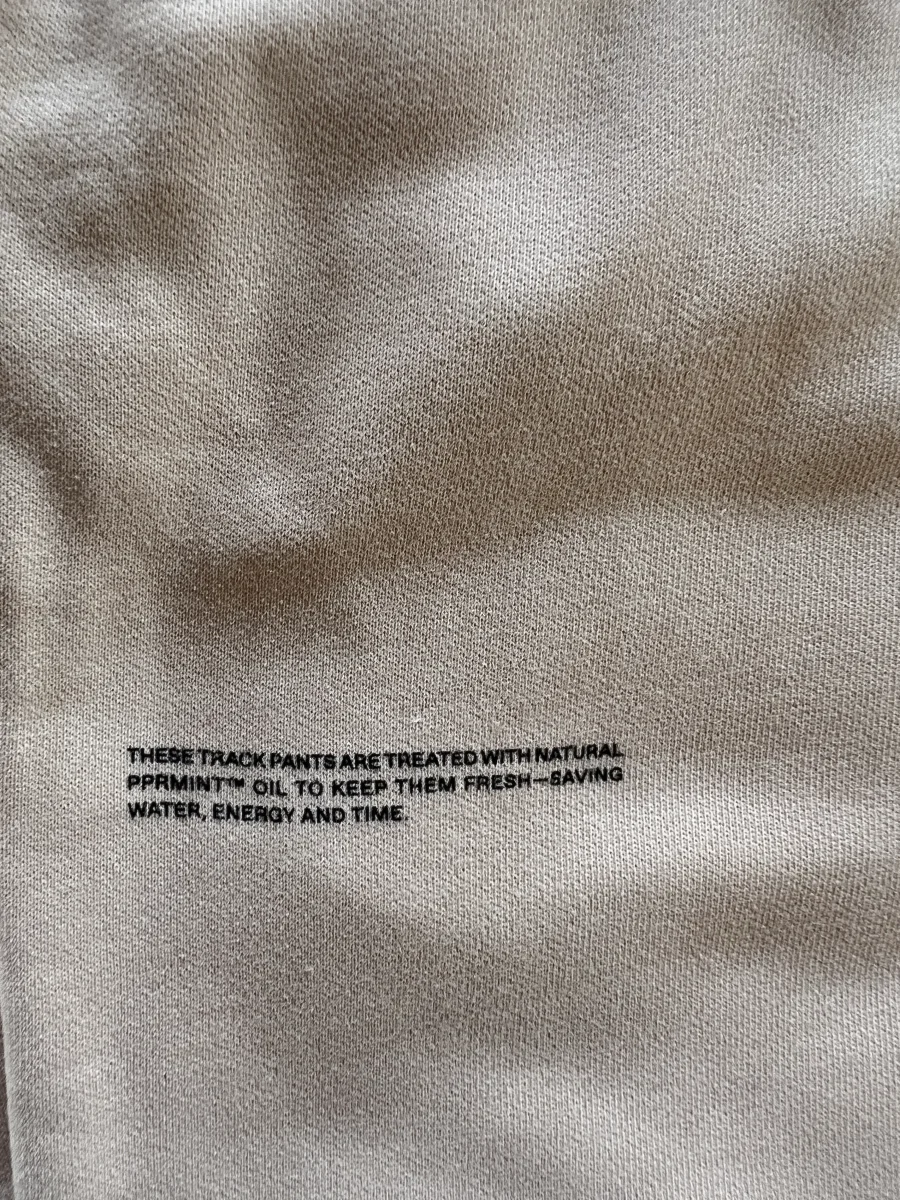 THESE TRACK PANTS ARE TREATED WITH NATURAL
PPRMINT™ OIL TO KEEP THEM FRESH—SAVING
WATER, ENERGY AND TIME.